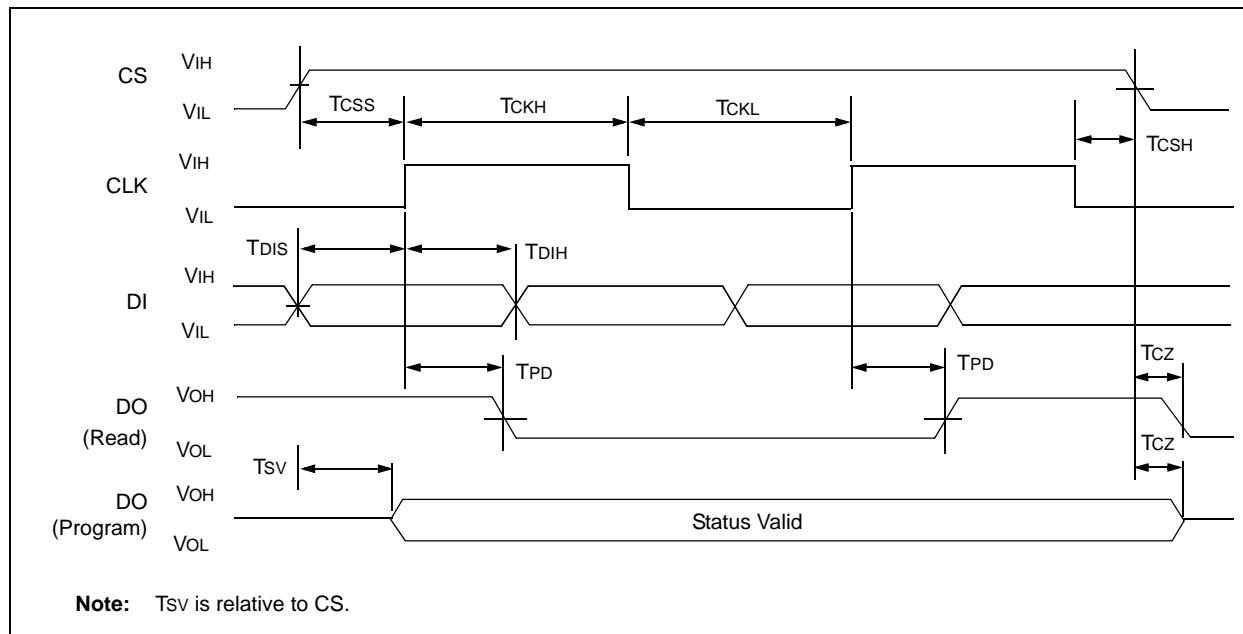 CS
VIH
VIL
TCSS
TCKH
TCKL
TCSH
CLK
VIH
VIL
TDIS
TDIH
DI
VIH
VIL
TPD
TPD
TCZ
DO
(Read)
VOH
VOL
TCZ
TSV
DO
(Program)
VOH
VOL
Status Valid
Note: TSV is relative to CS.